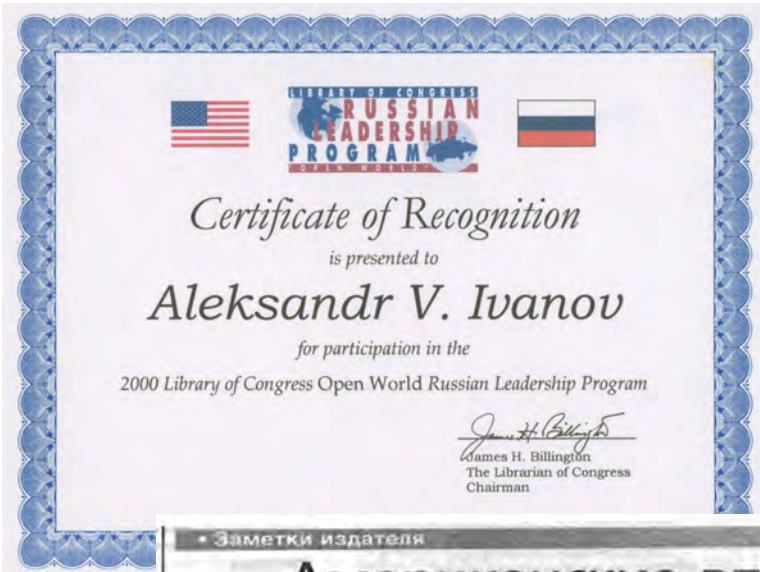 LIBRARY OF CONGRESS
RUSSIAN
LEADERSHIP
PROGRAM
"OPEN WORLD"
Certificate of Recognition
is presented to
Aleksandr V. Ivanov
for participation in the
2000 Library of Congress Open World Russian Leadership Program
James H. Billington
James H. Billington
The Librarian of Congress
Chairman
• Заметки издателя